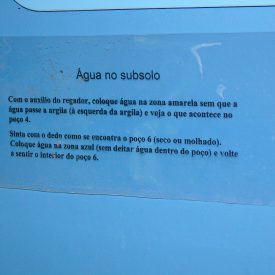 Água no subsolo
Com o auxílio do regador, coloque água na zona amarela sem que a
água passe a argila (à esquerda da argila) e veja o que acontece no
poço 4.
Sinta com o dedo como se encontra o poço 6 (seco ou molhado).
Coloque água na zona azul (sem deitar água dentro do poço) e volte
a sentir o interior do poço 6.